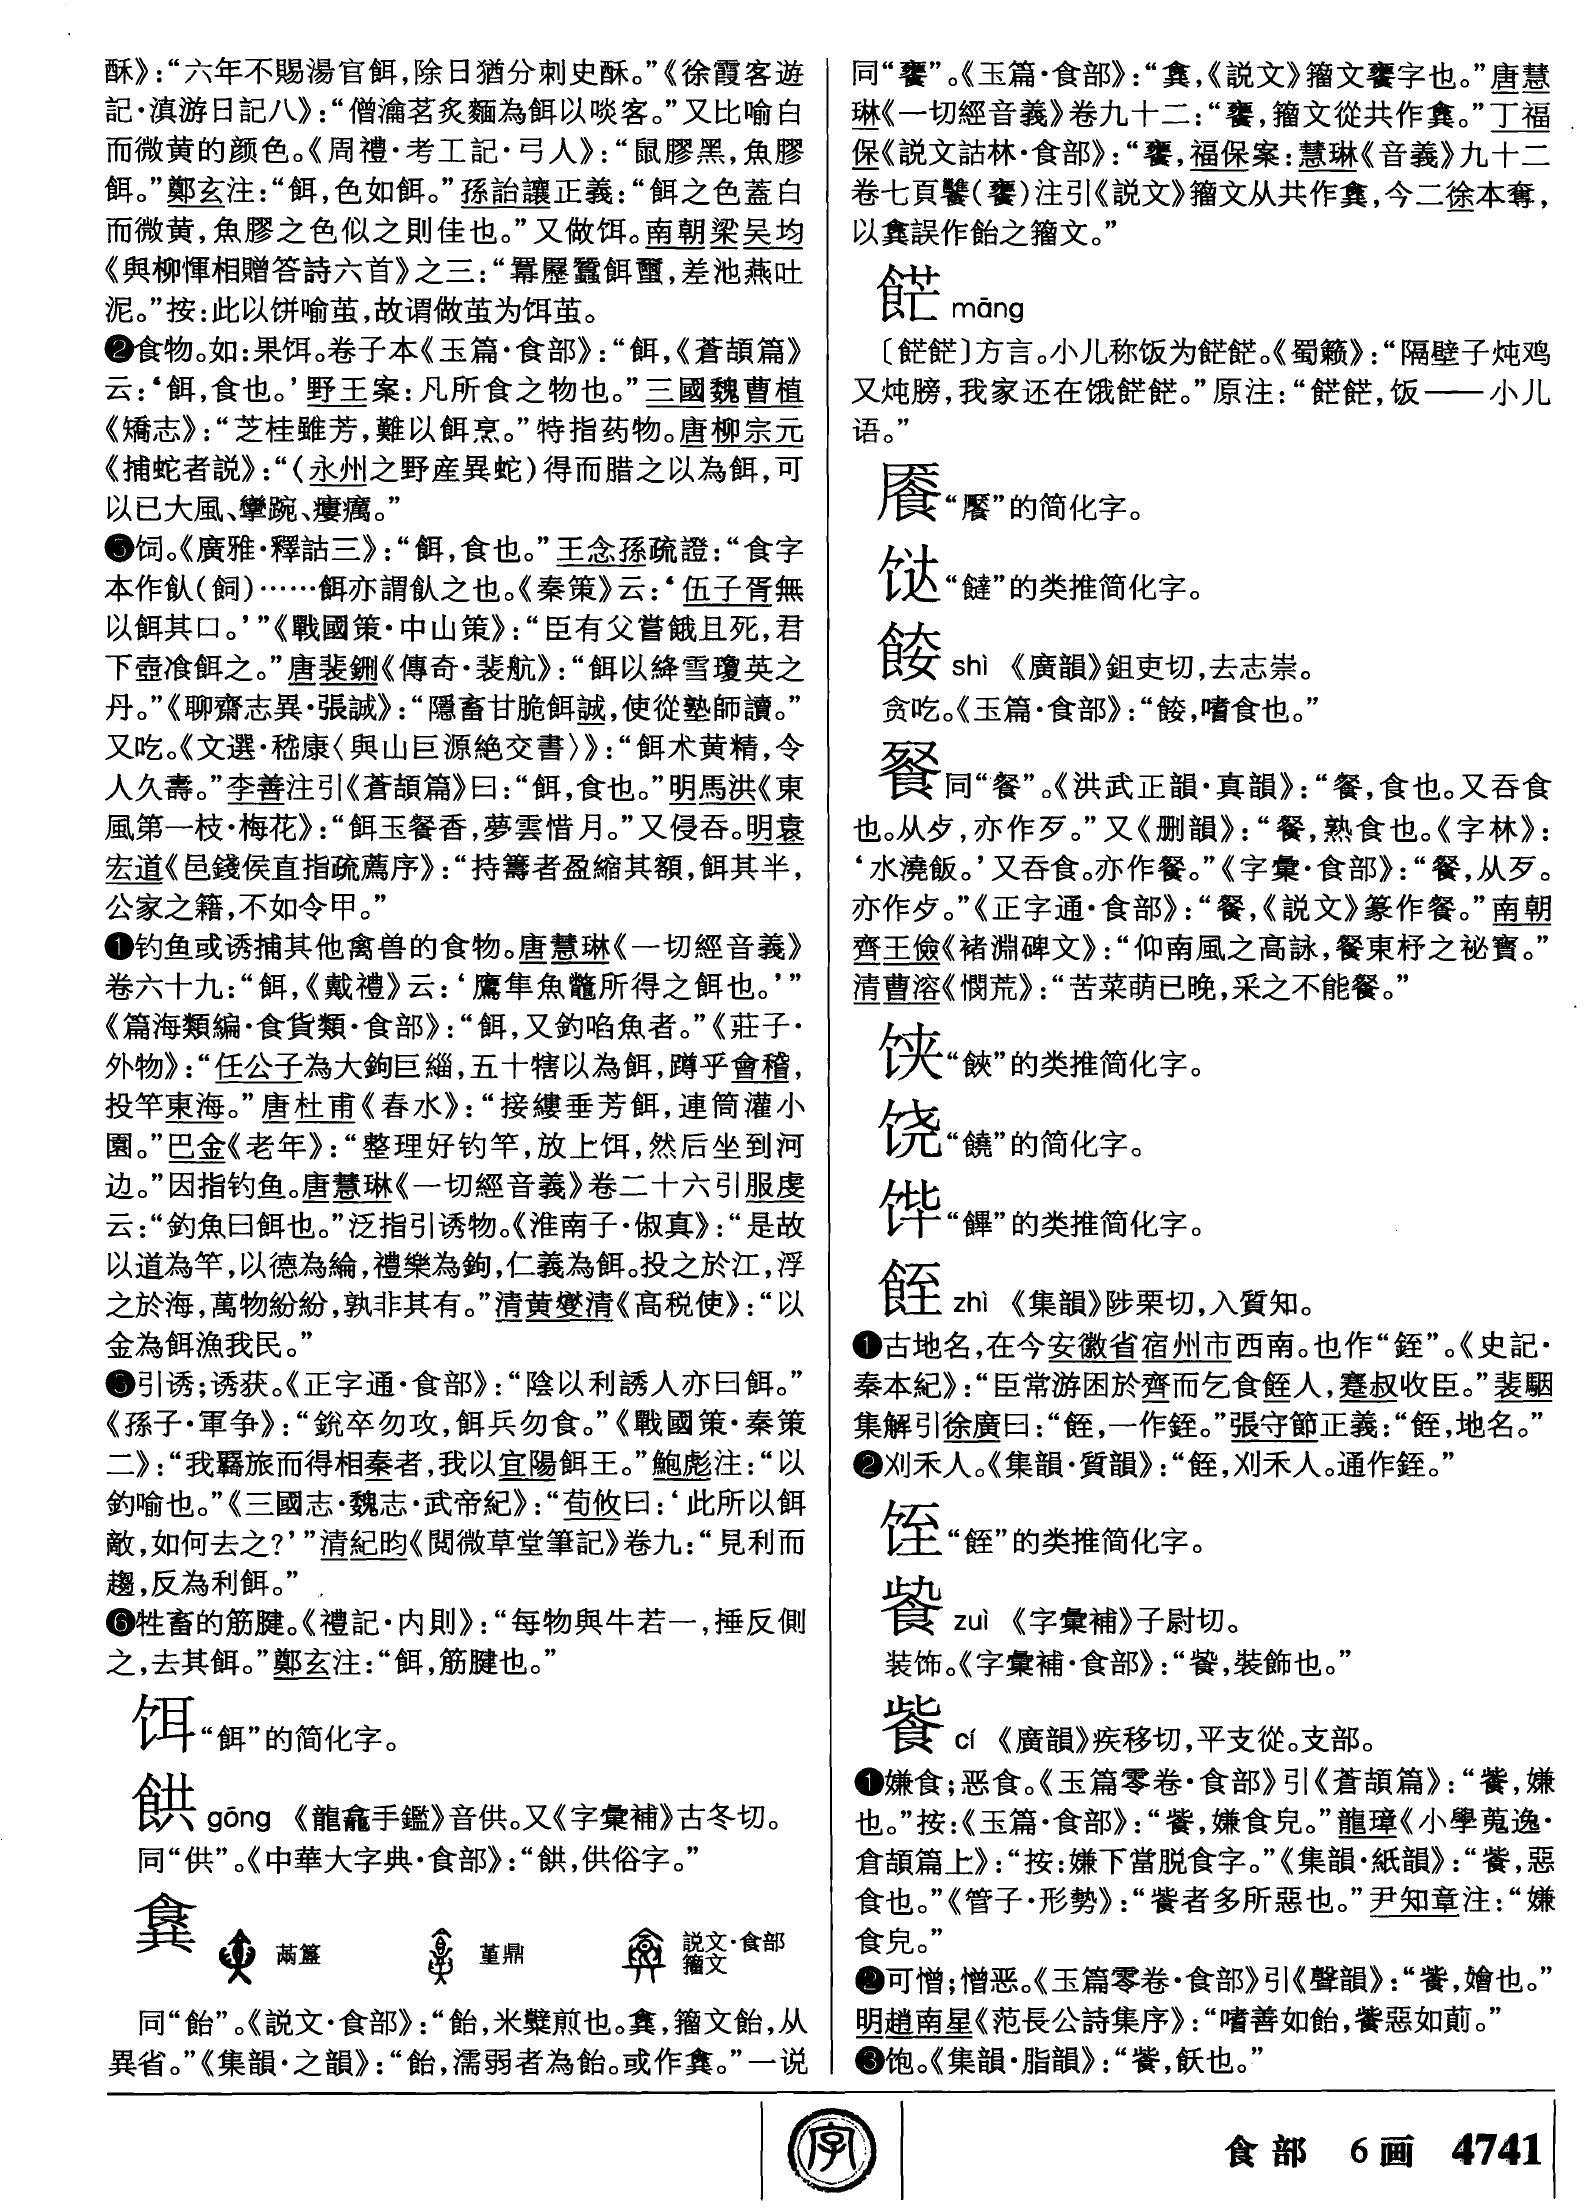 酥》：“六年不賜湯官餌，除日猶分刺史酥。”《徐霞客遊
記·滇游日記八》：“僧瀹茗炙麵為餌以啖客。”又比喻白
而微黄的颜色。《周禮·考工記·弓人》：“鼠膠黑，魚膠
餌。”鄭玄注：“餌，色如餌。”孫詒讓正義：“餌之色蓋白
而微黄，魚膠之色似之則佳也。”又做饵。南朝梁吴均
《與柳惲相贈答詩六首》之三：“羃䍥蠶餌繭，差池燕吐
泥。”按：此以饼喻茧，故谓做茧为饵茧。
❷食物。如：果饵。卷子本《玉篇·食部》：“餌，《蒼頡篇》
云：‘餌，食也。’野王案：凡所食之物也。”三國魏曹植
《矯志》：“芝桂雖芳，難以餌烹。”特指药物。唐柳宗元
《捕蛇者説》：“（永州之野産異蛇）得而腊之以為餌，可
以已大風、攣踠、瘻癘。”
❸饲。《廣雅·釋詁三》：“餌，食也。”王念孫疏證：“食字
本作飤（飼）……餌亦謂飤之也。《秦策》云：‘伍子胥無
以餌其口。’”《戰國策·中山策》：“臣有父嘗餓且死，君
下壺飡餌之。”唐裴鉶《傳奇·裴航》：“餌以絳雪瓊英之
丹。”《聊齋志異·張誠》：“隱畜甘脆餌誠，使從塾師讀。”
又吃。《文選·嵇康〈與山巨源絶交書〉》：“餌术黄精，令
人久壽。”李善注引《蒼頡篇》曰：“餌，食也。”明馬洪《東
風第一枝·梅花》：“餌玉餐香，夢雲惜月。”又侵吞。明袁
宏道《邑錢侯直指疏薦序》：“持籌者盈縮其額，餌其半，
公家之籍，不如令甲。”
❹钓鱼或诱捕其他禽兽的食物。唐慧琳《一切經音義》
卷六十九：“餌，《戴禮》云：‘鷹隼魚鼈所得之餌也。’”
《篇海類編·食貨類·食部》：“餌，又釣啗魚者。”《莊子·
外物》：“任公子為大鉤巨緇，五十犗以為餌，蹲乎會稽，
投竿東海。”唐杜甫《春水》：“接縷垂芳餌，連筒灌小
園。”巴金《老年》：“整理好钓竿，放上饵，然后坐到河
边。”因指钓鱼。唐慧琳《一切經音義》卷二十六引服虔
云：“釣魚曰餌也。”泛指引诱物。《淮南子·俶真》：“是故
以道為竿，以德為綸，禮樂為鉤，仁義為餌。投之於江，浮
之於海，萬物紛紛，孰非其有。”清黄燮清《高税使》：“以
金為餌漁我民。”
❺引诱；诱获。《正字通·食部》：“陰以利誘人亦曰餌。”
《孫子·軍争》：“鋭卒勿攻，餌兵勿食。”《戰國策·秦策
二》：“我羈旅而得相秦者，我以宜陽餌王。”鮑彪注：“以
釣喻也。”《三國志·魏志·武帝紀》：“荀攸曰：‘此所以餌
敵，如何去之？’”清紀昀《閲微草堂筆記》卷九：“見利而
趨，反為利餌。”
❻牲畜的筋腱。《禮記·内則》：“每物與牛若一，捶反側
之，去其餌。”鄭玄注：“餌，筋腱也。”
饵“餌”的简化字。
供 gōng 《龍龕手鑑》音供。又《字彙補》古冬切。
同“供”。《中華大字典·食部》：“䬰，供俗字。”
𩛛 䓣簋 堇鼎 説文·食部 籀文
同“飴”。《説文·食部》：“飴，米糱煎也。𩛛，籀文飴，从
異省。”《集韻·之韻》：“飴，濡弱者為飴。或作𩛛。”一说
同“饔”。《玉篇·食部》：“𩛛，《説文》籀文饔字也。”唐慧
琳《一切經音義》卷九十二：“饔，籀文從共作𩛛。”丁福
保《説文詁林·食部》：“饔，福保案：慧琳《音義》九十二
卷七頁䬬（饔）注引《説文》籀文从共作𩛛，今二徐本奪，
以𩛛誤作飴之籀文。”
𩛲 māng
〔𩛲𩛲〕方言。小儿称饭为𩛲𩛲。《蜀籁》：“隔壁子炖鸡
又炖膀，我家还在饿𩛲𩛲。”原注：“𩛲𩛲，饭——小儿
语。”
餍“饜”的简化字。
𫗠“饐”的类推简化字。
shì 《廣韻》鉏吏切，去志崇。
贪吃。《玉篇·食部》：“，嗜食也。”
飡同“餐”。《洪武正韻·真韻》：“餐，食也。又吞食
也。从歺，亦作歹。”又《删韻》：“餐，熟食也。《字林》：
‘水澆飯。’又吞食。亦作餐。”《字彙·食部》：“餐，从歹。
亦作歺。”《正字通·食部》：“餐，《説文》篆作餐。”南朝
齊王儉《褚淵碑文》：“仰南風之高詠，餐東杼之祕寶。”
清曹溶《憫荒》：“苦菜萌已晚，采之不能餐。”
“䬹”的类推简化字。
饶“饒”的简化字。
“饆”的类推简化字。
𩛿 zhì 《集韻》陟栗切，入質知。
❶古地名，在今安徽省宿州市西南。也作“銍”。《史記·
秦本紀》：“臣常游困於齊而乞食𩛿人，蹇叔收臣。”裴駰
集解引徐廣曰：“𩛿，一作銍。”張守節正義：“𩛿，地名。”
❷刈禾人。《集韻·質韻》：“𩛿，刈禾人。通作銍。”
“𩛿”的类推简化字。
zuì 《字彙補》子尉切。
装饰。《字彙補·食部》：“，裝飾也。”
飺 cí 《廣韻》疾移切，平支從。支部。
❶嫌食；恶食。《玉篇零卷·食部》引《蒼頡篇》：“飺，嫌
也。”按：《玉篇·食部》：“飺，嫌食皃。”龍璋《小學蒐逸·
倉頡篇上》：“按：嫌下當脱食字。”《集韻·紙韻》：“飺，惡
食也。”《管子·形勢》：“飺者多所惡也。”尹知章注：“嫌
食皃。”
❷可憎；憎恶。《玉篇零卷·食部》引《聲韻》：“飺，嬒也。”
明趙南星《范長公詩集序》：“嗜善如飴，飺惡如葪。”
❸饱。《集韻·脂韻》：“飺，飫也。”
字
食部 6画 4741